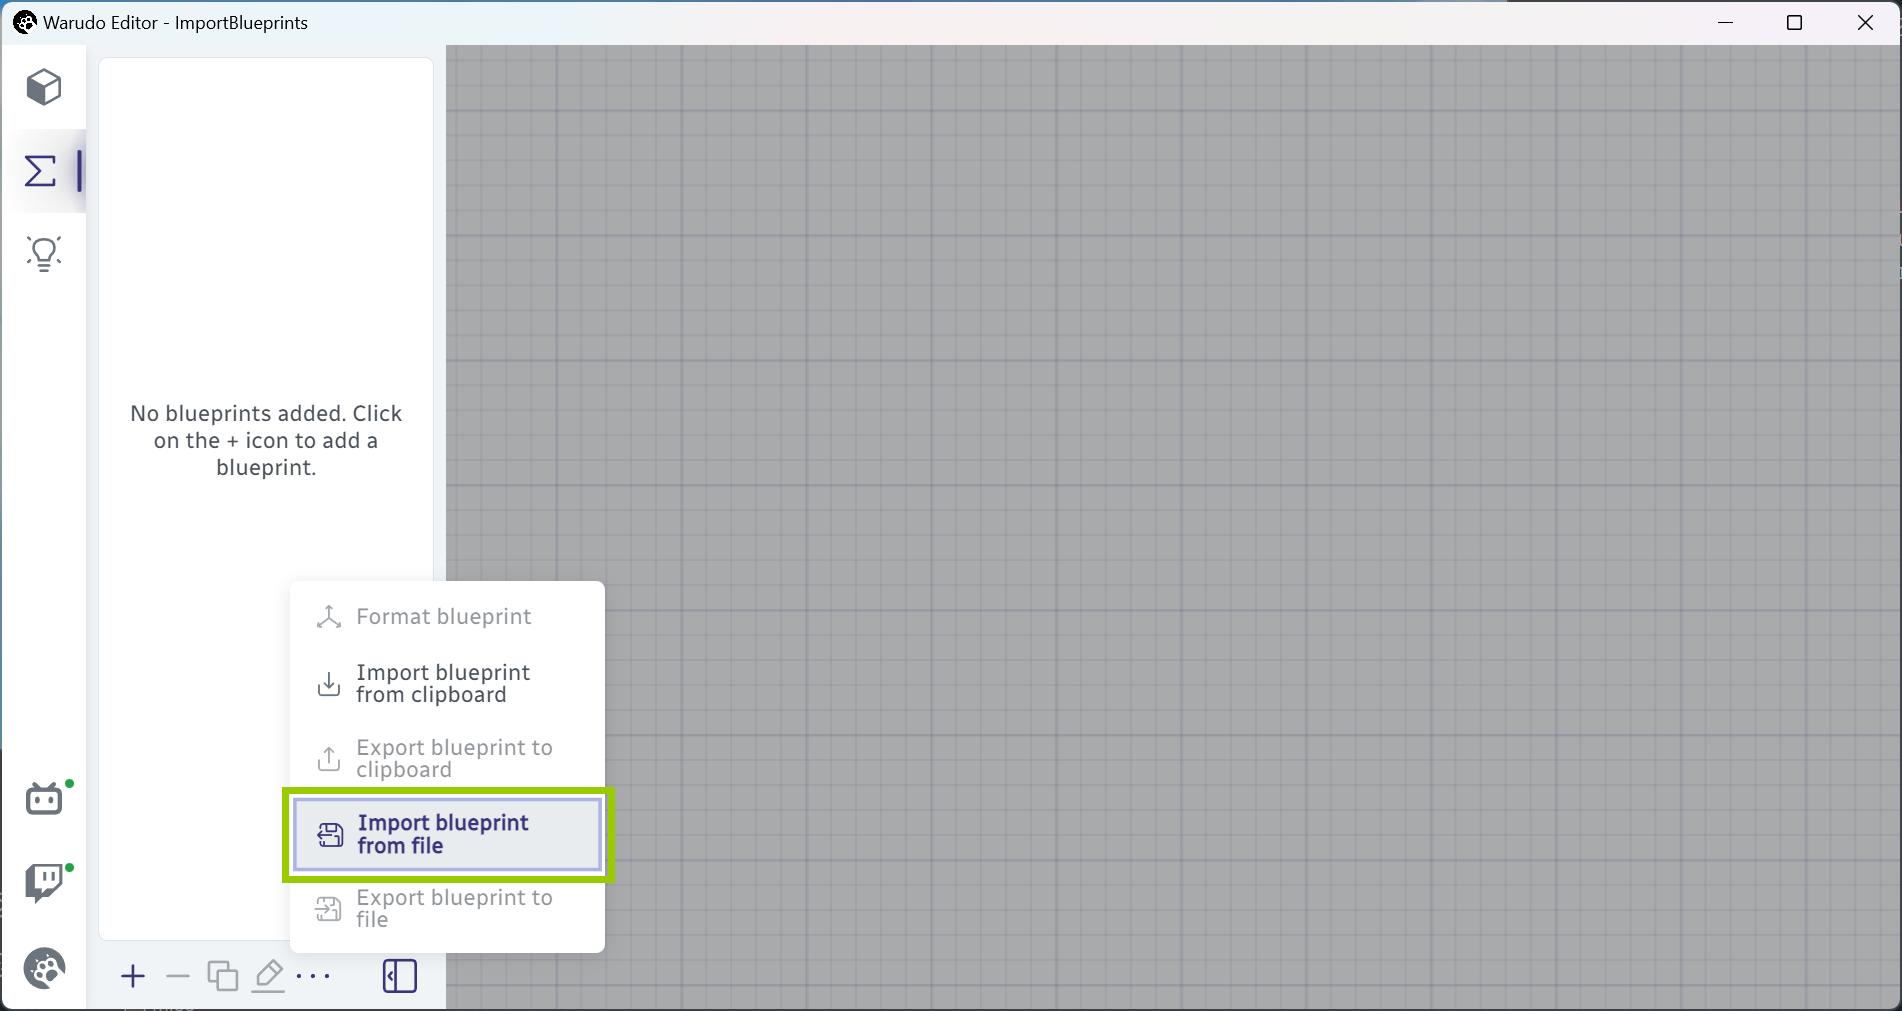 Warudo Editor - ImportBlueprints
No blueprints added. Click
on the + icon to add a
blueprint.
Format blueprint
Import blueprint
from clipboard
Export blueprint to
clipboard
Import blueprint
from file
Export blueprint to
file